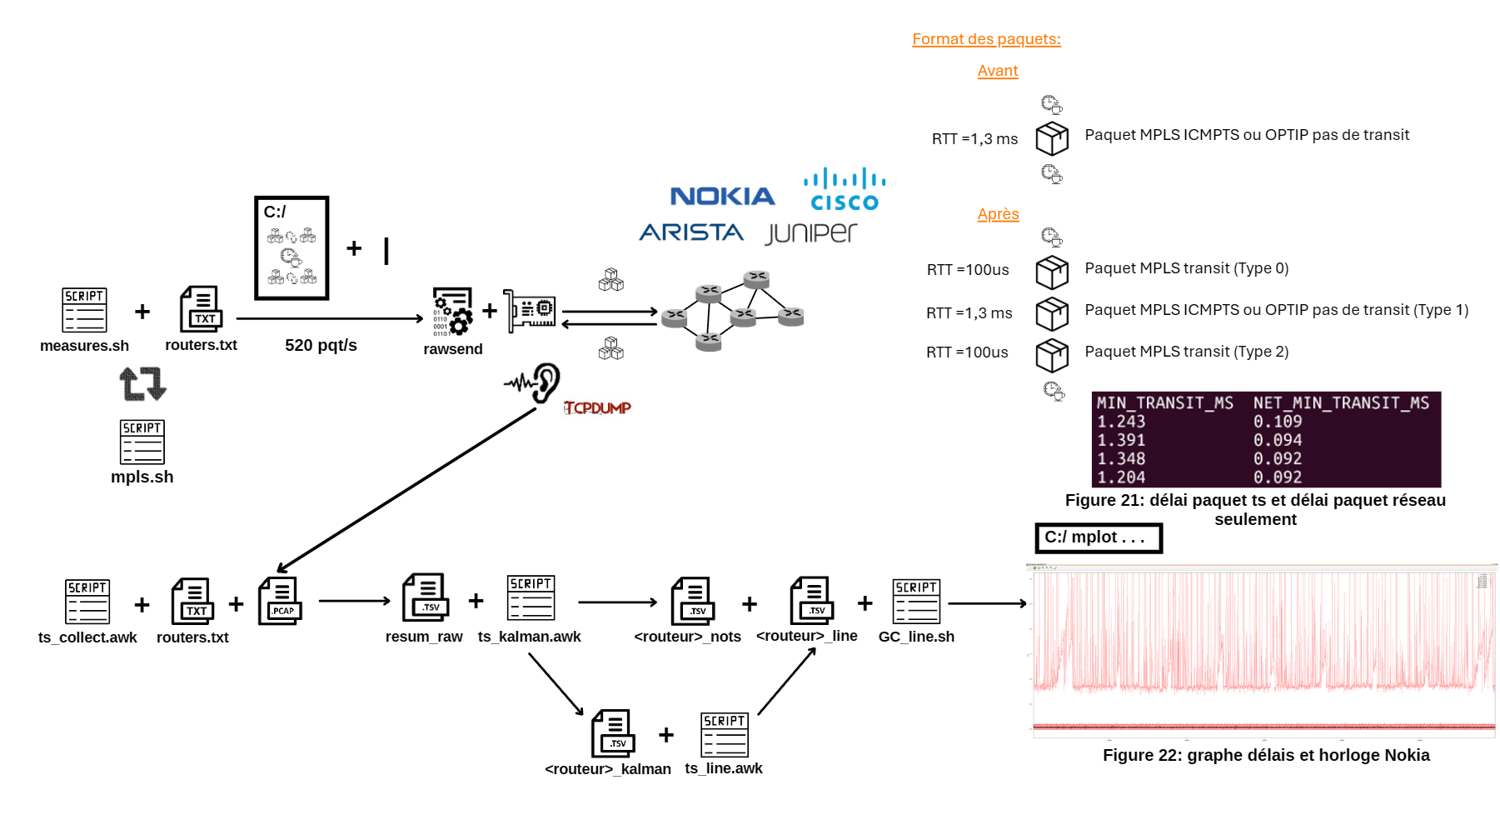 Format des paquets:
Avant
RTT =1,3 ms
Paquet MPLS ICMPTS ou OPTIP pas de transit
Après
RTT =100us
Paquet MPLS transit (Type 0)
RTT =1,3 ms
Paquet MPLS ICMPTS ou OPTIP pas de transit (Type 1)
RTT =100us
Paquet MPLS transit (Type 2)
NOKIA
CISCO
ARISTA
JUNIPER
C:/
+ |
SCRIPT
+
TXT
measures.sh
routers.txt
520 pqt/s
+
rawsend
SCRIPT
mpls.sh
TCPDUMP
MIN_TRANSIT_MS NET_MIN_TRANSIT_MS
1.243 0.109
1.391 0.094
1.348 0.092
1.204 0.092
Figure 21: délai paquet ts et délai paquet réseau
seulement
C:/ mplot . . .
SCRIPT
+
TXT
+
.PCAP
ts_collect.awk
routers.txt
.TSV
+
SCRIPT
resum_raw
ts_kalman.awk
.TSV
+
.TSV
+
SCRIPT
<routeur>_nots
<routeur>_line
GC_line.sh
.TSV
+
SCRIPT
<routeur>_kalman
ts_line.awk
Figure 22: graphe délais et horloge Nokia